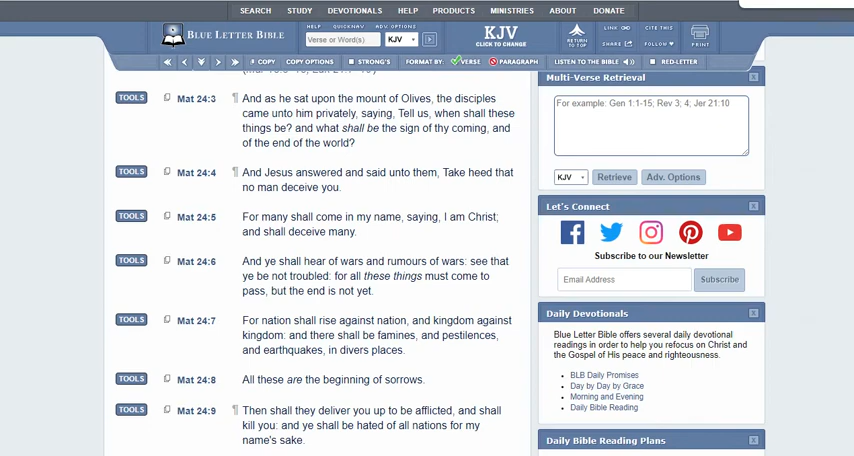 SEARCH STUDY DEVOTIONALS HELP PRODUCTS MINISTRIES ABOUT DONATE
BLUE LETTER BIBLE
HELP QUICKNAV ADV. OPTIONS
Verse or Word(s) KJV
KJV
CLICK TO CHANGE
RETURN
TO TOP
LINK
SHARE
CITE THIS
FOLLOW
PRINT
COPY COPY OPTIONS STRONG'S FORMAT BY: VERSE PARAGRAPH LISTEN TO THE BIBLE RED-LETTER
TOOLS Mat 24:3 ¶ And as he sat upon the mount of Olives, the disciples
came unto him privately, saying, Tell us, when shall these
things be? and what shall be the sign of thy coming, and
of the end of the world?
TOOLS Mat 24:4 ¶ And Jesus answered and said unto them, Take heed that
no man deceive you.
TOOLS Mat 24:5 For many shall come in my name, saying, I am Christ;
and shall deceive many.
TOOLS Mat 24:6 And ye shall hear of wars and rumours of wars: see that
ye be not troubled: for all these things must come to
pass, but the end is not yet.
TOOLS Mat 24:7 For nation shall rise against nation, and kingdom against
kingdom: and there shall be famines, and pestilences,
and earthquakes, in divers places.
TOOLS Mat 24:8 All these are the beginning of sorrows.
TOOLS Mat 24:9 ¶ Then shall they deliver you up to be afflicted, and shall
kill you: and ye shall be hated of all nations for my
name's sake.
Multi-Verse Retrieval
For example: Gen 1:1-15; Rev 3; 4; Jer 21:10
KJV Retrieve Adv. Options
Let's Connect
Subscribe to our Newsletter
Email Address Subscribe
Daily Devotionals
Blue Letter Bible offers several daily devotional
readings in order to help you refocus on Christ and
the Gospel of His peace and righteousness.
BLB Daily Promises
Day by Day by Grace
Morning and Evening
Daily Bible Reading
Daily Bible Reading Plans